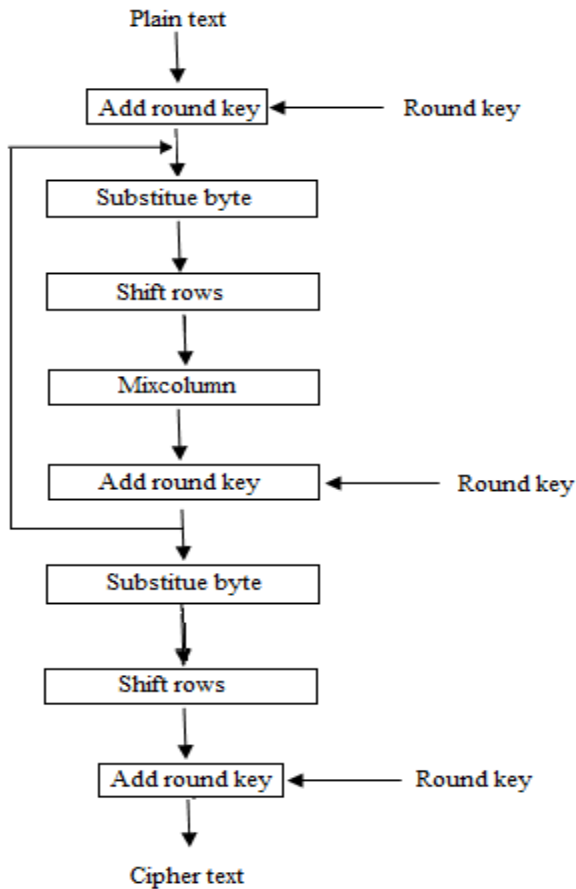 Plain text
Add round key
Round key
Substitue byte
Shift rows
Mixcolumn
Add round key
Round key
Substitue byte
Shift rows
Add round key
Round key
Cipher text